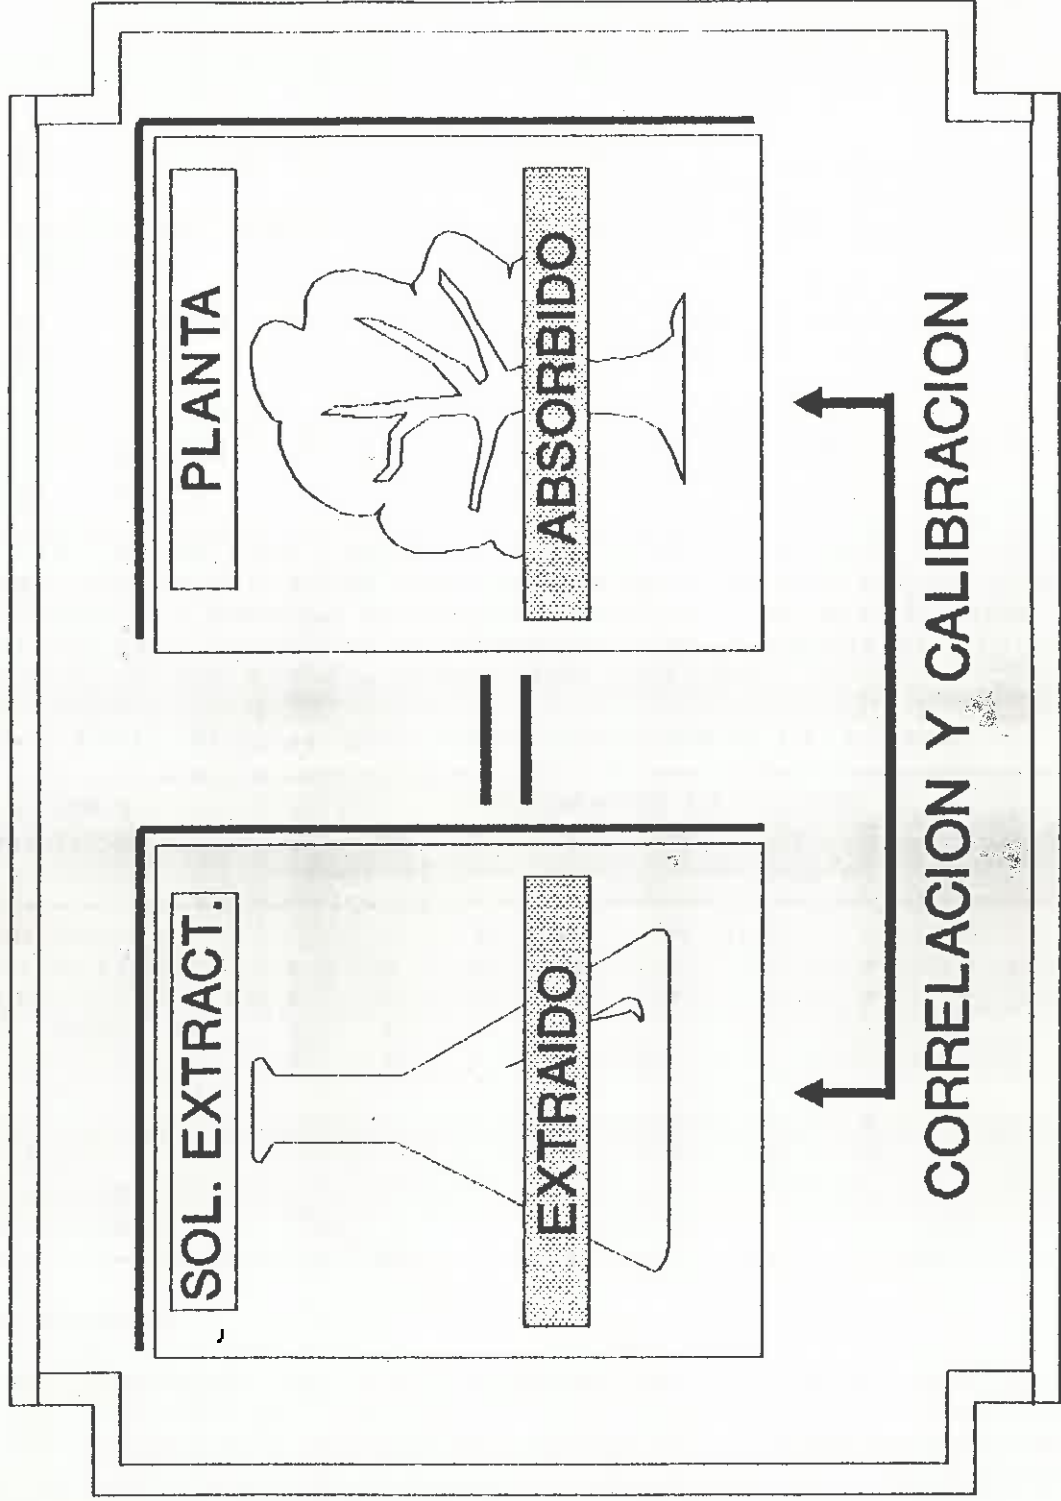 SOL. EXTRACT.
EXTRAIDO
PLANTA
ABSORBIDO
CORRELACION Y CALIBRACION